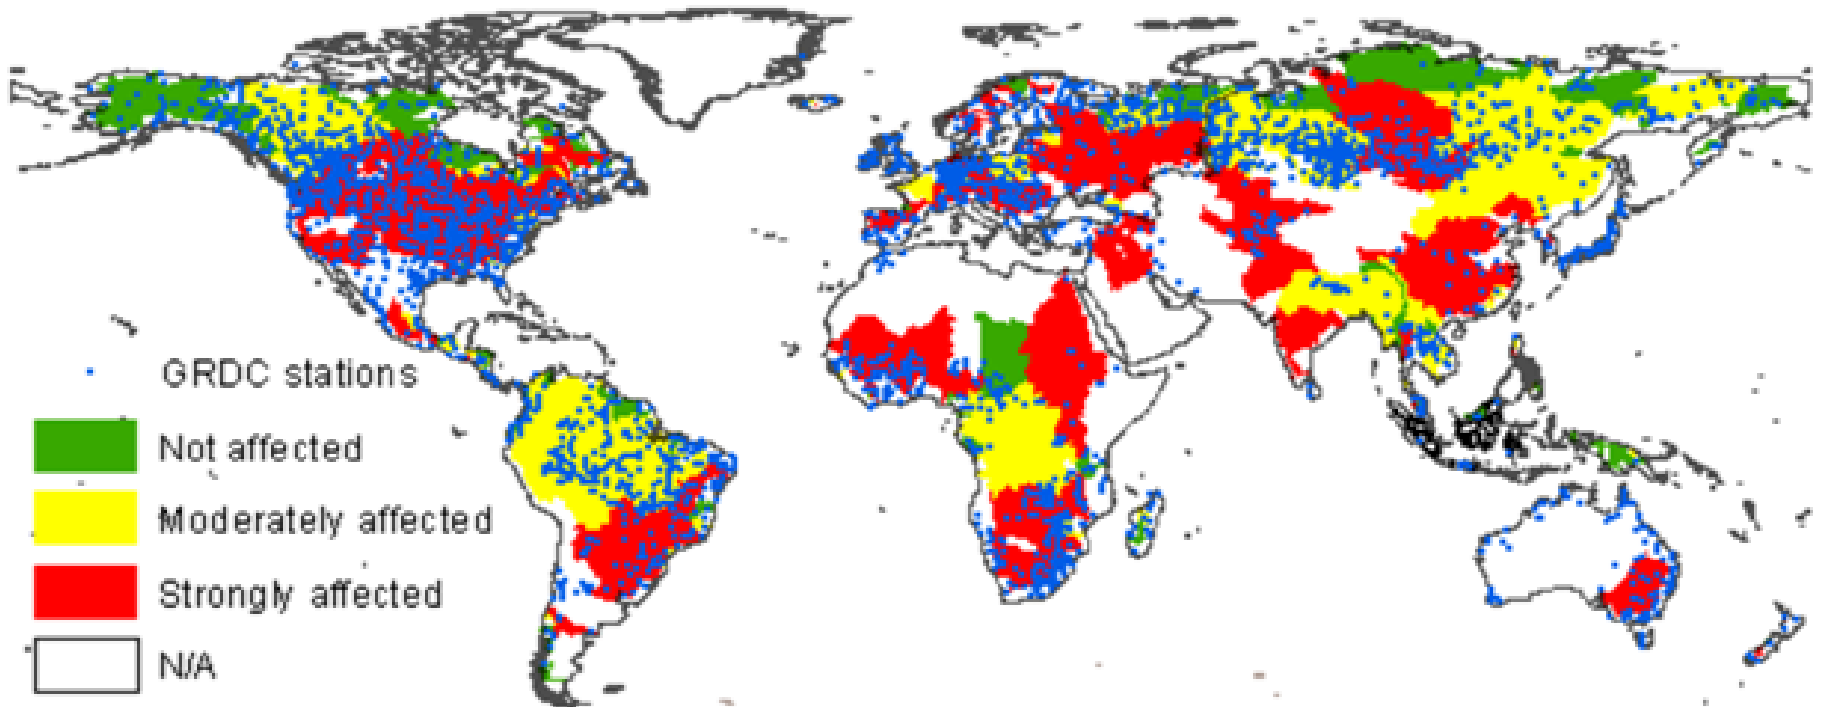 GRDC stations
Not affected
Moderately affected
Strongly affected
N/A